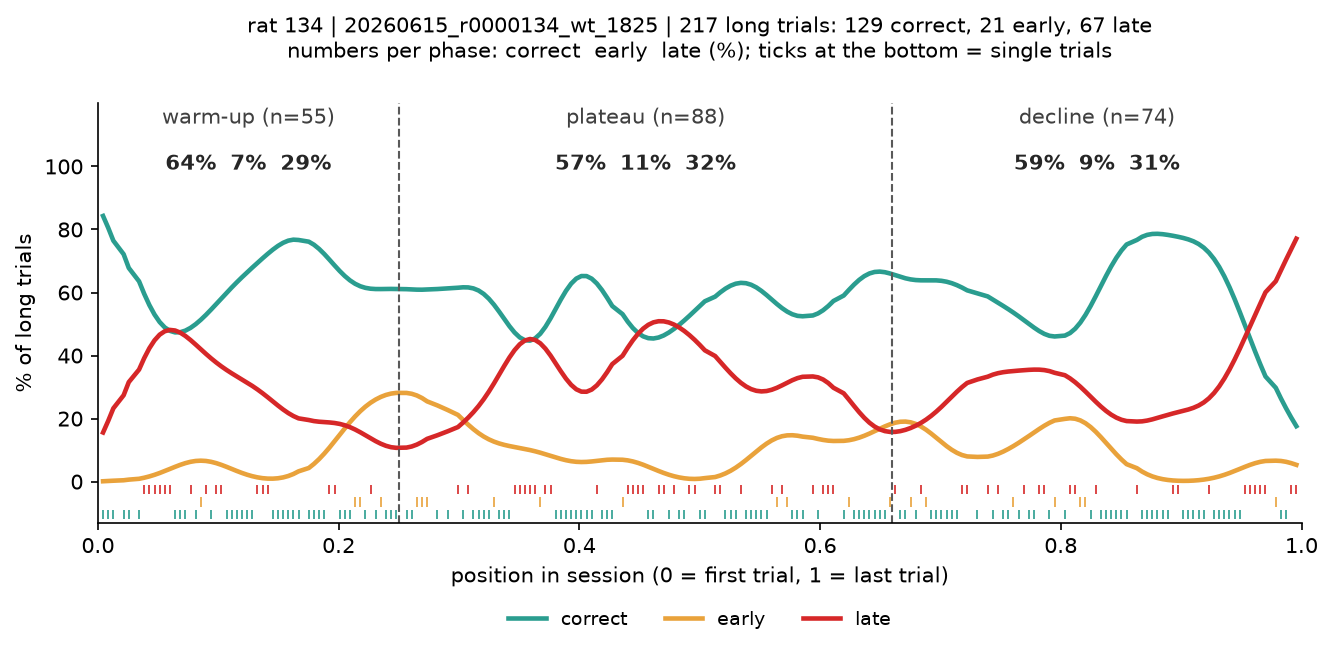 rat 134 | 20260615_r0000134_wt_1825 | 217 long trials: 129 correct, 21 early, 67 late
numbers per phase: correct  early  late (%); ticks at the bottom = single trials
warm-up (n=55)
plateau (n=88)
decline (n=74)
64%  7%  29%
57%  11%  32%
59%  9%  31%
% of long trials
100
80
60
40
20
0
0.0
0.2
0.4
0.6
0.8
1.0
position in session (0 = first trial, 1 = last trial)
correct
early
late